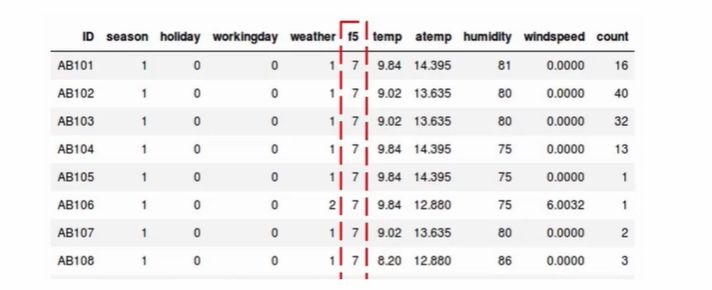 ID season holiday workingday weather f5 temp atemp humidity windspeed count
AB101 1 0 0 1 7 9.84 14.395 81 0.0000 16
AB102 1 0 0 1 7 9.02 13.635 80 0.0000 40
AB103 1 0 0 1 7 9.02 13.635 80 0.0000 32
AB104 1 0 0 1 7 9.84 14.395 75 0.0000 13
AB105 1 0 0 1 7 9.84 14.395 75 0.0000 1
AB106 1 0 0 2 7 9.84 12.880 75 6.0032 1
AB107 1 0 0 1 7 9.02 13.635 80 0.0000 2
AB108 1 0 0 1 7 8.20 12.880 86 0.0000 3